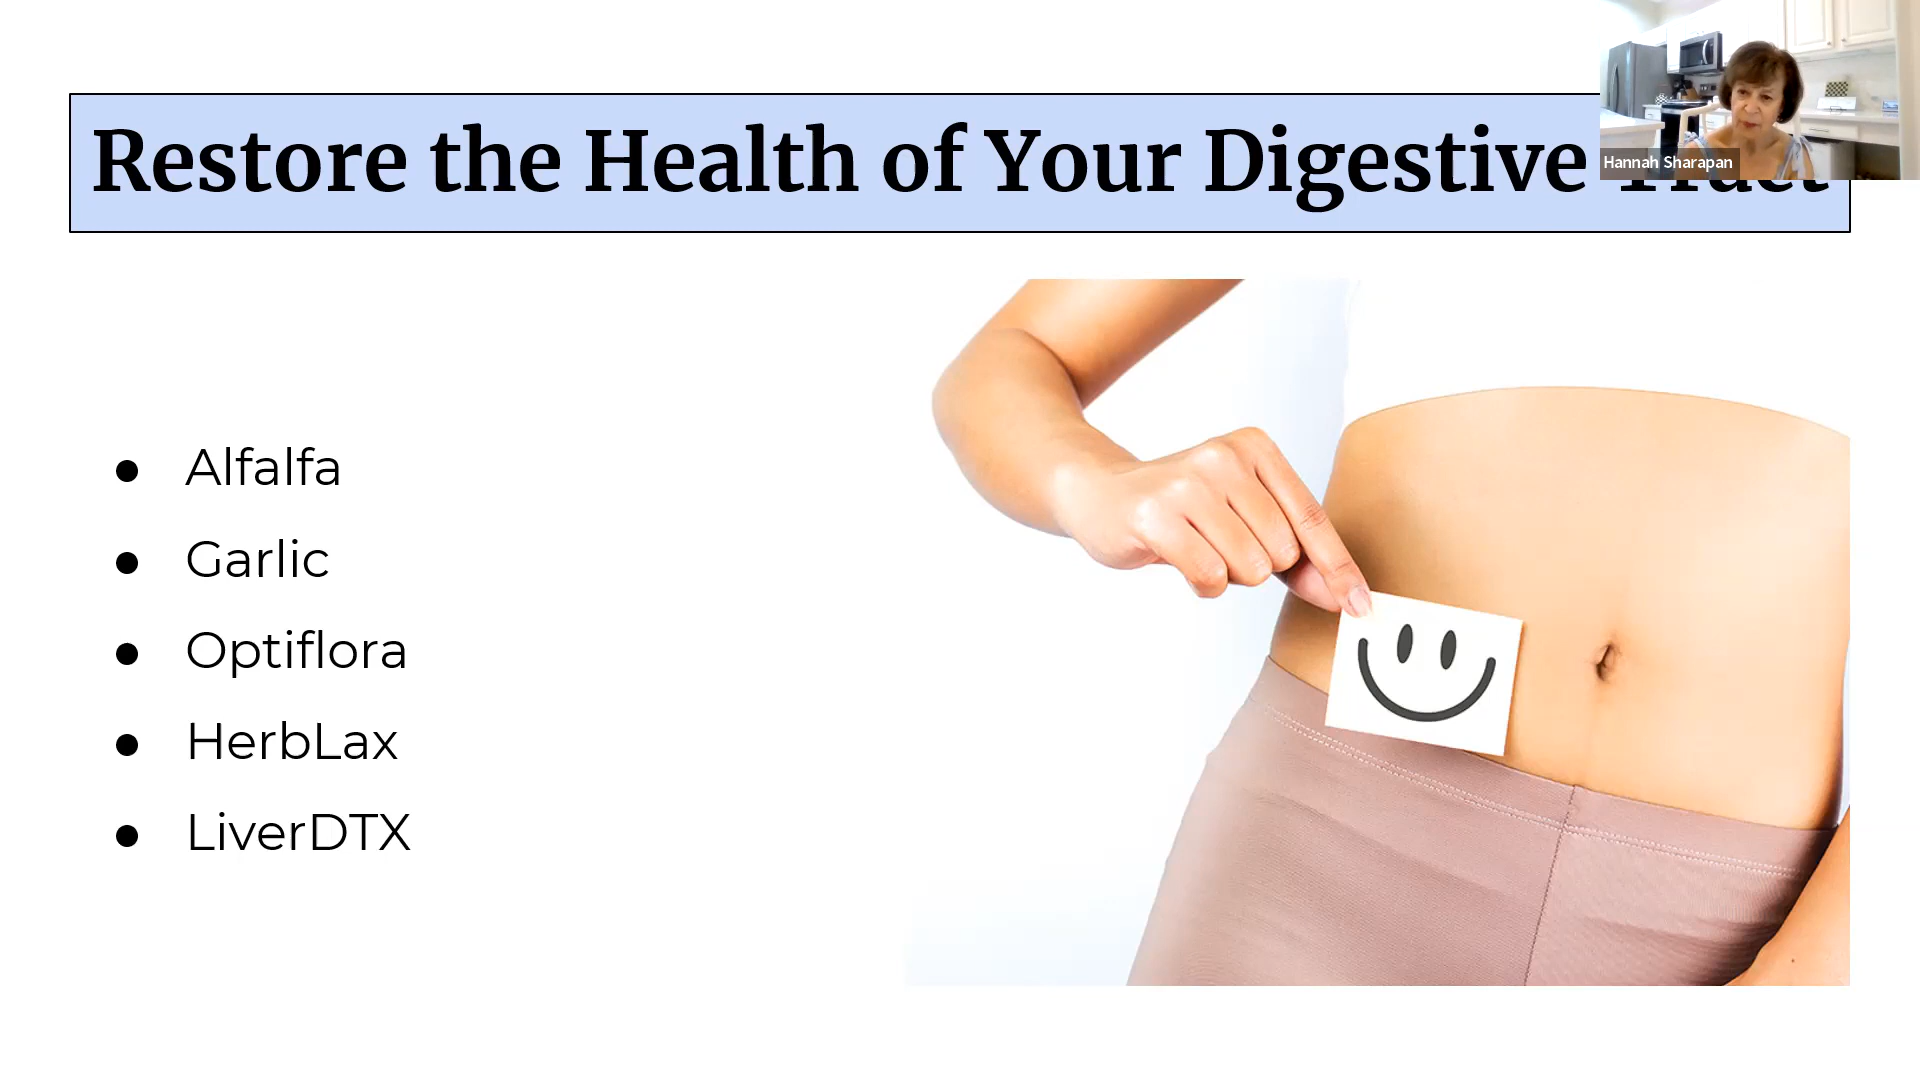 Restore the Health of Your Digestive Tract
Hannah Sharapan
● Alfalfa
● Garlic
● Optiflora
● HerbLax
● LiverDTX